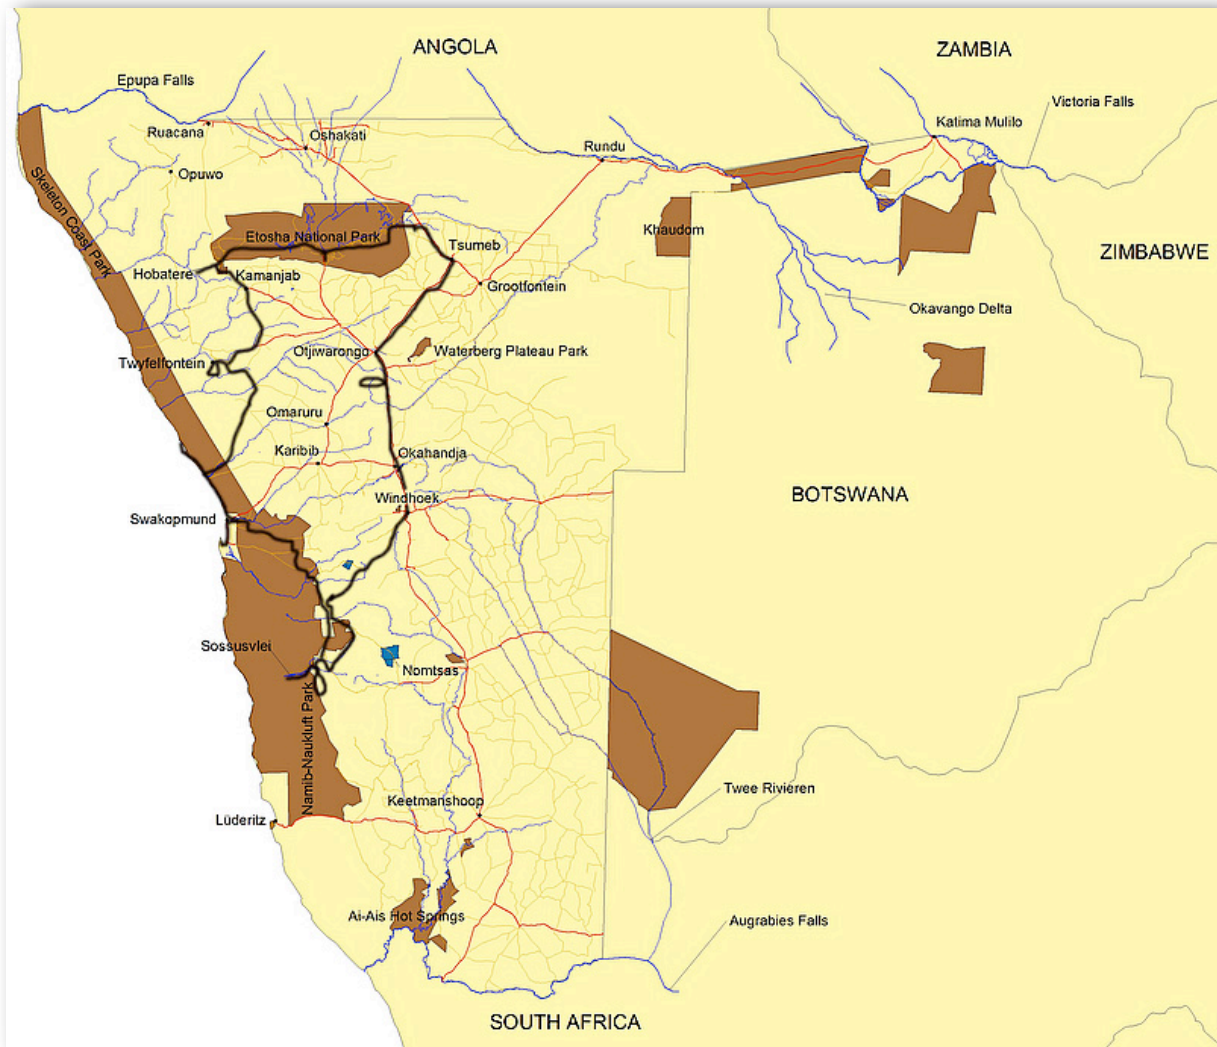 ANGOLA
ZAMBIA
Epupa Falls
Victoria Falls
Ruacana
Oshakati
Katima Mulilo
Rundu
Opuwo
Skeleton Coast Park
Khaudom
Etosha National Park
Tsumeb
ZIMBABWE
Hobatere
Kamanjab
Grootfontein
Okavango Delta
Otjiwarongo
Waterberg Plateau Park
Twyfelfontein
Omaruru
Karibib
Okahandja
BOTSWANA
Windhoek
Swakopmund
Sossusvlei
Nomtsas
Namib-Naukluft Park
Twee Rivieren
Keetmanshoop
Lüderitz
Ai-Ais Hot Springs
Augrabies Falls
SOUTH AFRICA